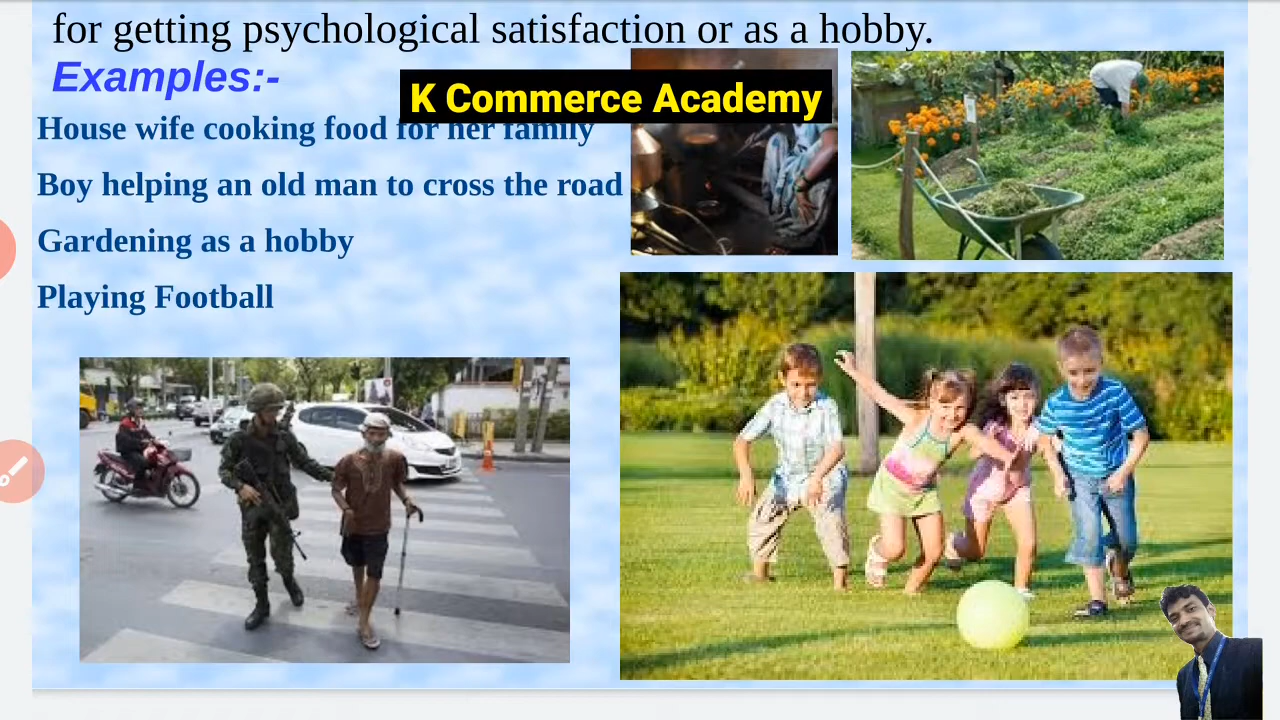 for getting psychological satisfaction or as a hobby.
Examples:-
K Commerce Academy
House wife cooking food for her family
Boy helping an old man to cross the road
Gardening as a hobby
Playing Football